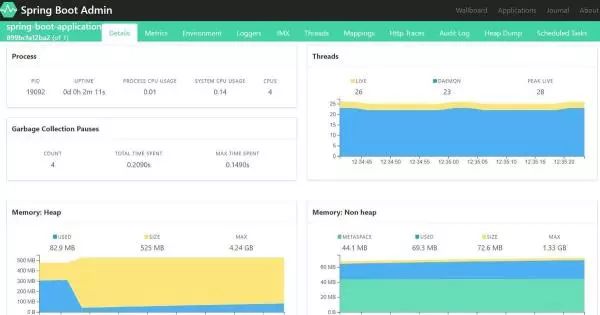 Spring Boot Admin
Wallboard Applications Journal About
spring-boot-application
899bcfa12ba2 (of 1)
Details Metrics Environment Loggers JMX Threads Mappings Http Traces Audit Log Heap Dump Scheduled Tasks
Process
PID UPTIME PROCESS CPU USAGE SYSTEM CPU USAGE CPUS
19092 0d 0h 2m 11s 0.01 0.14 4
Garbage Collection Pauses
COUNT TOTAL TIME SPENT MAX TIME SPENT
4 0.2090s 0.1490s
Threads
LIVE DAEMON PEAK LIVE
26 23 28
25
20
15
10
5
0
12:34:45 12:34:50 12:34:55 12:35:00 12:35:05 12:35:10 12:35:15 12:35:20
Memory: Heap
USED SIZE MAX
82.9 MB 525 MB 4.24 GB
500 MB
400 MB
300 MB
200 MB
100 MB
0 MB
Memory: Non heap
METASPACE USED SIZE MAX
44.1 MB 69.3 MB 72.6 MB 1.33 GB
60 MB
40 MB
20 MB
0 MB